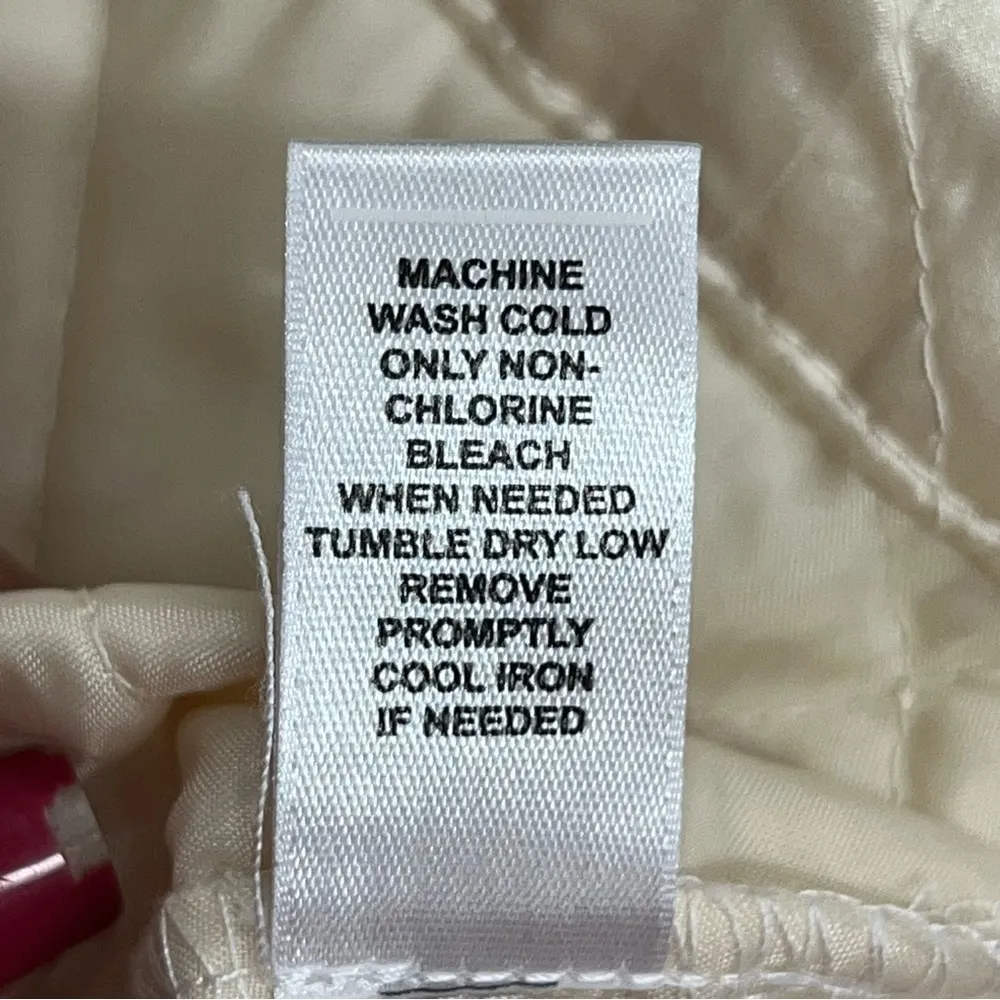 MACHINE
WASH COLD
ONLY NON-
CHLORINE
BLEACH
WHEN NEEDED
TUMBLE DRY LOW
REMOVE
PROMPTLY
COOL IRON
IF NEEDED